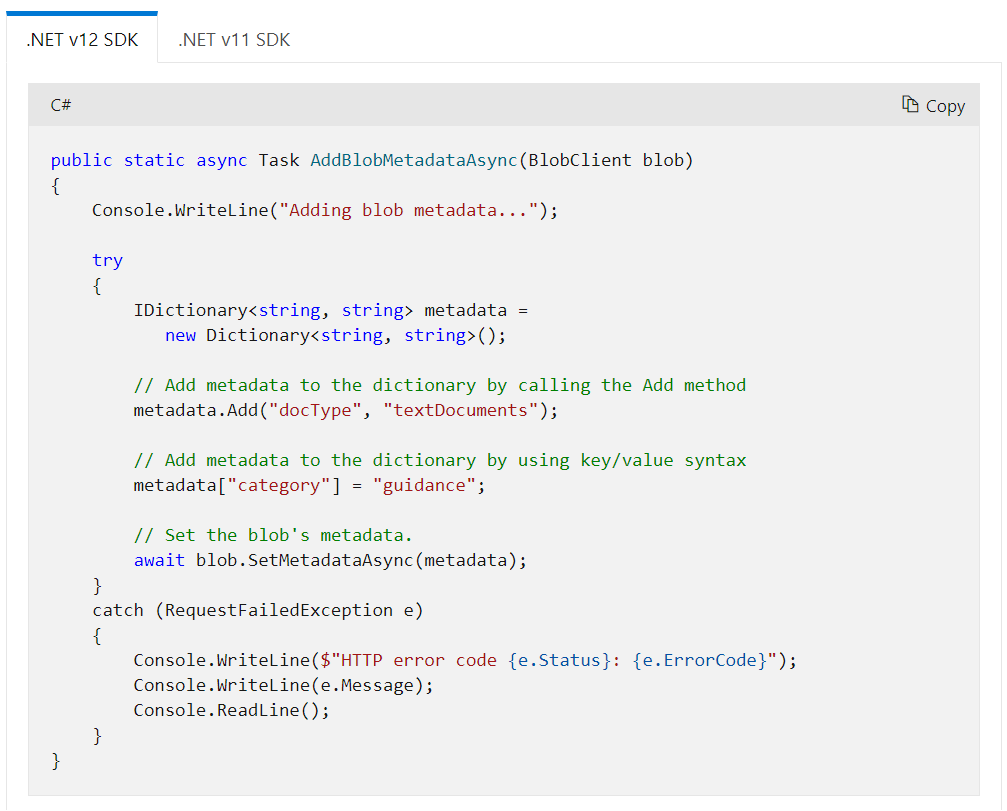 .NET v12 SDK .NET v11 SDK
C# Copy
public static async Task AddBlobMetadataAsync(BlobClient blob)
{
    Console.WriteLine("Adding blob metadata...");
    try
    {
        IDictionary<string, string> metadata =
           new Dictionary<string, string>();
        // Add metadata to the dictionary by calling the Add method
        metadata.Add("docType", "textDocuments");
        // Add metadata to the dictionary by using key/value syntax
        metadata["category"] = "guidance";
        // Set the blob's metadata.
        await blob.SetMetadataAsync(metadata);
    }
    catch (RequestFailedException e)
    {
        Console.WriteLine($"HTTP error code {e.Status}: {e.ErrorCode}");
        Console.WriteLine(e.Message);
        Console.ReadLine();
    }
}